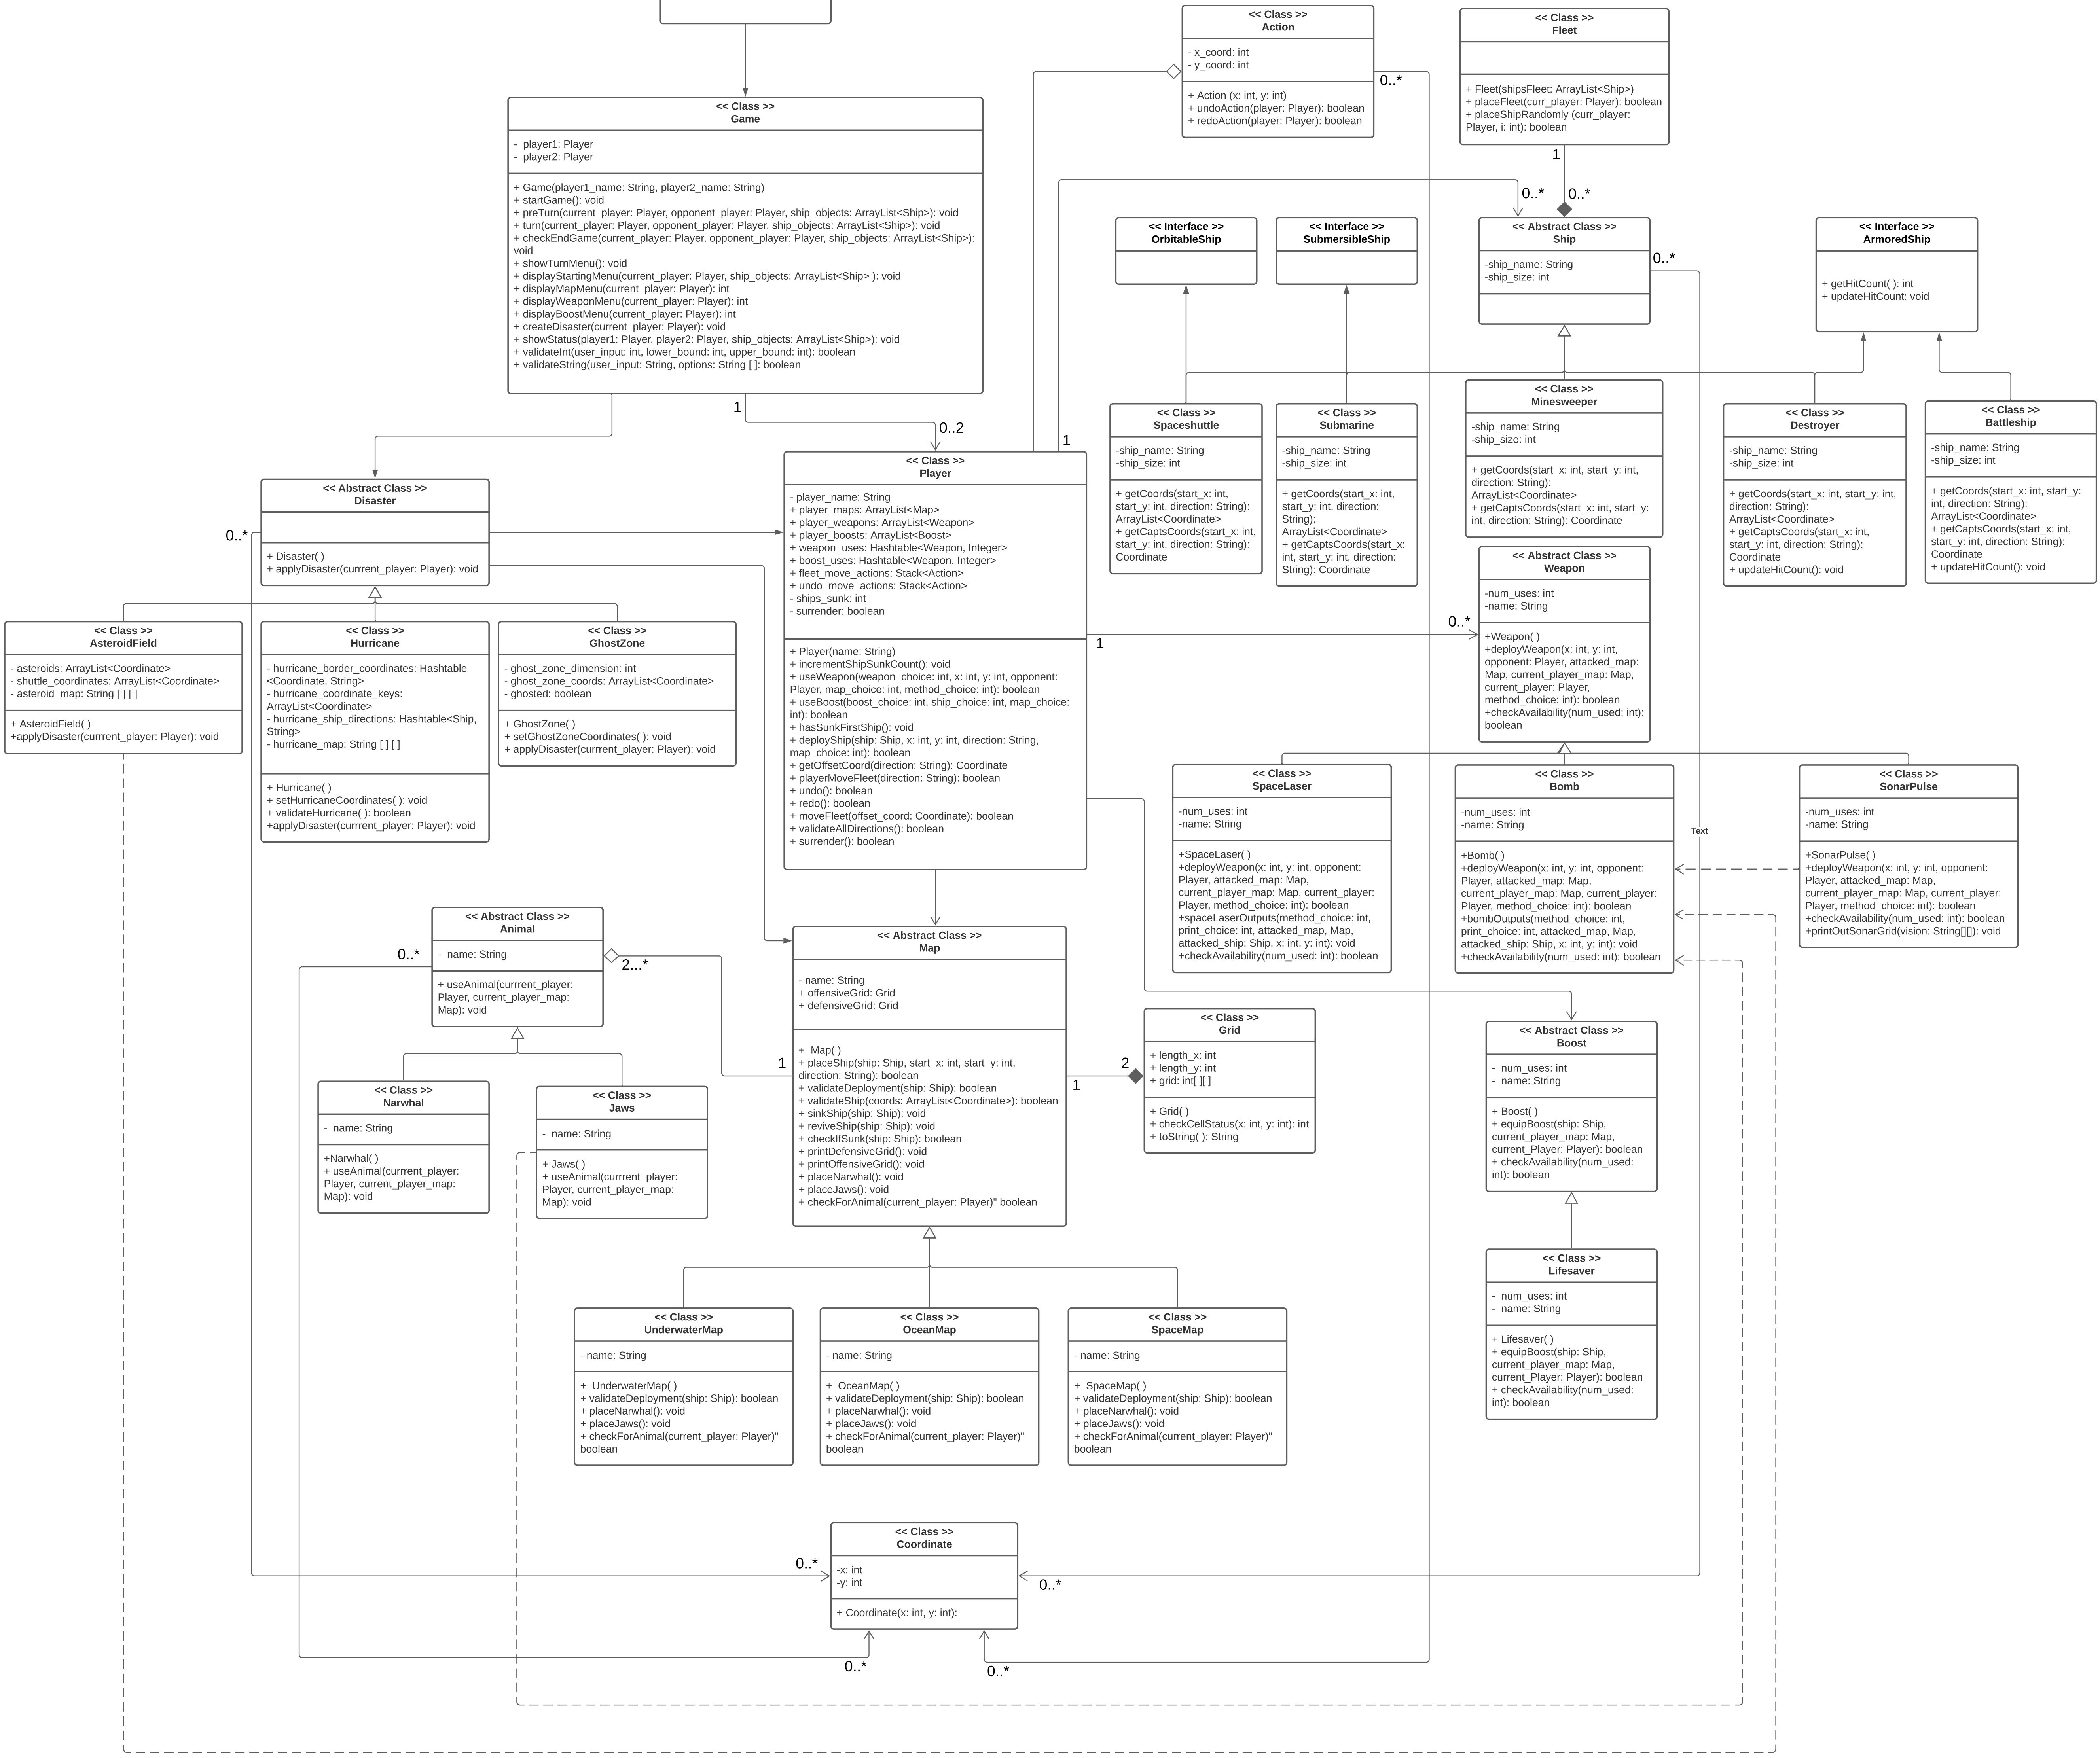 << Class >>
Action
- x_coord: int
- y_coord: int
+ Action (x: int, y: int)
+ undoAction(player: Player): boolean
+ redoAction(player: Player): boolean
0..*
<< Class >>
Fleet
+ Fleet(shipsFleet: ArrayList<Ship>)
+ placeFleet(curr_player: Player): boolean
+ placeShipRandomly (curr_player:
Player, i: int): boolean
1
0..*
0..*
<< Class >>
Game
-  player1: Player
-  player2: Player
+ Game(player1_name: String, player2_name: String)
+ startGame(): void
+ preTurn(current_player: Player, opponent_player: Player, ship_objects: ArrayList<Ship>): void
+ turn(current_player: Player, opponent_player: Player, ship_objects: ArrayList<Ship>): void
+ checkEndGame(current_player: Player, opponent_player: Player, ship_objects: ArrayList<Ship>):
void
+ showTurnMenu(): void
+ displayStartingMenu(current_player: Player, ship_objects: ArrayList<Ship> ): void
+ displayMapMenu(current_player: Player): int
+ displayWeaponMenu(current_player: Player): int
+ displayBoostMenu(current_player: Player): int
+ createDisaster(current_player: Player): void
+ showStatus(player1: Player, player2: Player, ship_objects: ArrayList<Ship>): void
+ validateInt(user_input: int, lower_bound: int, upper_bound: int): boolean
+ validateString(user_input: String, options: String [ ]: boolean
1
0..2
<< Interface >>
OrbitableShip
<< Interface >>
SubmersibleShip
<< Abstract Class >>
Ship
-ship_name: String
-ship_size: int
0..*
<< Interface >>
ArmoredShip
+ getHitCount( ): int
+ updateHitCount: void
<< Class >>
Spaceshuttle
-ship_name: String
-ship_size: int
+ getCoords(start_x: int,
start_y: int, direction: String):
ArrayList<Coordinate>
+ getCaptsCoords(start_x: int,
start_y: int, direction: String):
Coordinate
<< Class >>
Submarine
-ship_name: String
-ship_size: int
+ getCoords(start_x: int,
start_y: int, direction:
String):
ArrayList<Coordinate>
+ getCaptsCoords(start_x:
int, start_y: int, direction:
String): Coordinate
<< Class >>
Minesweeper
-ship_name: String
-ship_size: int
+ getCoords(start_x: int, start_y: int,
direction: String):
ArrayList<Coordinate>
+ getCaptsCoords(start_x: int, start_y:
int, direction: String): Coordinate
<< Class >>
Destroyer
-ship_name: String
-ship_size: int
+ getCoords(start_x: int, start_y: int,
direction: String):
ArrayList<Coordinate>
+ getCaptsCoords(start_x: int,
start_y: int, direction: String):
Coordinate
+ updateHitCount(): void
<< Class >>
Battleship
-ship_name: String
-ship_size: int
+ getCoords(start_x: int, start_y:
int, direction: String):
ArrayList<Coordinate>
+ getCaptsCoords(start_x: int,
start_y: int, direction: String):
Coordinate
+ updateHitCount(): void
1
<< Class >>
Player
- player_name: String
+ player_maps: ArrayList<Map>
+ player_weapons: ArrayList<Weapon>
+ player_boosts: ArrayList<Boost>
+ weapon_uses: Hashtable<Weapon, Integer>
+ boost_uses: Hashtable<Weapon, Integer>
+ fleet_move_actions: Stack<Action>
+ undo_move_actions: Stack<Action>
- ships_sunk: int
- surrender: boolean
+ Player(name: String)
+ incrementShipSunkCount(): void
+ useWeapon(weapon_choice: int, x: int, y: int, opponent:
Player, map_choice: int, method_choice: int): boolean
+ useBoost(boost_choice: int, ship_choice: int, map_choice:
int): boolean
+ hasSunkFirstShip(): void
+ deployShip(ship: Ship, x: int, y: int, direction: String,
map_choice: int): boolean
+ getOffsetCoord(direction: String): Coordinate
+ playerMoveFleet(direction: String): boolean
+ undo(): boolean
+ redo(): boolean
+ moveFleet(offset_coord: Coordinate): boolean
+ validateAllDirections(): boolean
+ surrender(): boolean
1
0..*
<< Abstract Class >>
Disaster
+ Disaster( )
+ applyDisaster(currrent_player: Player): void
0..*
<< Class >>
AsteroidField
- asteroids: ArrayList<Coordinate>
- shuttle_coordinates: ArrayList<Coordinate>
- asteroid_map: String [ ] [ ]
+ AsteroidField( )
+applyDisaster(currrent_player: Player): void
<< Class >>
Hurricane
- hurricane_border_coordinates: Hashtable
<Coordinate, String>
- hurricane_coordinate_keys:
ArrayList<Coordinate>
- hurricane_ship_directions: Hashtable<Ship,
String>
- hurricane_map: String [ ] [ ]
+ Hurricane( )
+ setHurricaneCoordinates( ): void
+ validateHurricane( ): boolean
+applyDisaster(currrent_player: Player): void
<< Class >>
GhostZone
- ghost_zone_dimension: int
- ghost_zone_coords: ArrayList<Coordinate>
- ghosted: boolean
+ GhostZone( )
+ setGhostZoneCoordinates( ): void
+ applyDisaster(currrent_player: Player): void
<< Abstract Class >>
Weapon
-num_uses: int
-name: String
+Weapon( )
+deployWeapon(x: int, y: int,
opponent: Player, attacked_map:
Map, current_player_map: Map,
current_player: Player,
method_choice: int): boolean
+checkAvailability(num_used: int):
boolean
<< Class >>
SpaceLaser
-num_uses: int
-name: String
+SpaceLaser( )
+deployWeapon(x: int, y: int, opponent:
Player, attacked_map: Map,
current_player_map: Map, current_player:
Player, method_choice: int): boolean
+spaceLaserOutputs(method_choice: int,
print_choice: int, attacked_map, Map,
attacked_ship: Ship, x: int, y: int): void
+checkAvailability(num_used: int): boolean
<< Class >>
Bomb
-num_uses: int
-name: String
+Bomb( )
+deployWeapon(x: int, y: int, opponent:
Player, attacked_map: Map,
current_player_map: Map, current_player:
Player, method_choice: int): boolean
+bombOutputs(method_choice: int,
print_choice: int, attacked_map, Map,
attacked_ship: Ship, x: int, y: int): void
+checkAvailability(num_used: int): boolean
Text
<< Class >>
SonarPulse
-num_uses: int
-name: String
+SonarPulse( )
+deployWeapon(x: int, y: int, opponent:
Player, attacked_map: Map,
current_player_map: Map, current_player:
Player, method_choice: int): boolean
+checkAvailability(num_used: int): boolean
+printOutSonarGrid(vision: String[][]): void
<< Abstract Class >>
Animal
-  name: String
+ useAnimal(currrent_player:
Player, current_player_map:
Map): void
0..*
2...*
<< Class >>
Narwhal
-  name: String
+Narwhal( )
+ useAnimal(currrent_player:
Player, current_player_map:
Map): void
<< Class >>
Jaws
-  name: String
+ Jaws( )
+ useAnimal(currrent_player:
Player, current_player_map:
Map): void
<< Abstract Class >>
Map
- name: String
+ offensiveGrid: Grid
+ defensiveGrid: Grid
+  Map( )
+ placeShip(ship: Ship, start_x: int, start_y: int,
direction: String): boolean
+ validateDeployment(ship: Ship): boolean
+ validateShip(coords: ArrayList<Coordinate>): boolean
+ sinkShip(ship: Ship): void
+ reviveShip(ship: Ship): void
+ checkIfSunk(ship: Ship): boolean
+ printDefensiveGrid(): void
+ printOffensiveGrid(): void
+ placeNarwhal(): void
+ placeJaws(): void
+ checkForAnimal(current_player: Player)" boolean
1
1
2
<< Class >>
Grid
+ length_x: int
+ length_y: int
+ grid: int[ ][ ]
+ Grid( )
+ checkCellStatus(x: int, y: int): int
+ toString( ): String
<< Abstract Class >>
Boost
-  num_uses: int
-  name: String
+ Boost( )
+ equipBoost(ship: Ship,
current_player_map: Map,
current_Player: Player): boolean
+ checkAvailability(num_used:
int): boolean
<< Class >>
Lifesaver
-  num_uses: int
-  name: String
+ Lifesaver( )
+ equipBoost(ship: Ship,
current_player_map: Map,
current_Player: Player): boolean
+ checkAvailability(num_used:
int): boolean
<< Class >>
UnderwaterMap
- name: String
+  UnderwaterMap( )
+ validateDeployment(ship: Ship): boolean
+ placeNarwhal(): void
+ placeJaws(): void
+ checkForAnimal(current_player: Player)"
boolean
<< Class >>
OceanMap
- name: String
+  OceanMap( )
+ validateDeployment(ship: Ship): boolean
+ placeNarwhal(): void
+ placeJaws(): void
+ checkForAnimal(current_player: Player)"
boolean
<< Class >>
SpaceMap
- name: String
+  SpaceMap( )
+ validateDeployment(ship: Ship): boolean
+ placeNarwhal(): void
+ placeJaws(): void
+ checkForAnimal(current_player: Player)"
boolean
<< Class >>
Coordinate
-x: int
-y: int
+ Coordinate(x: int, y: int):
0..*
0..*
0..*
0..*